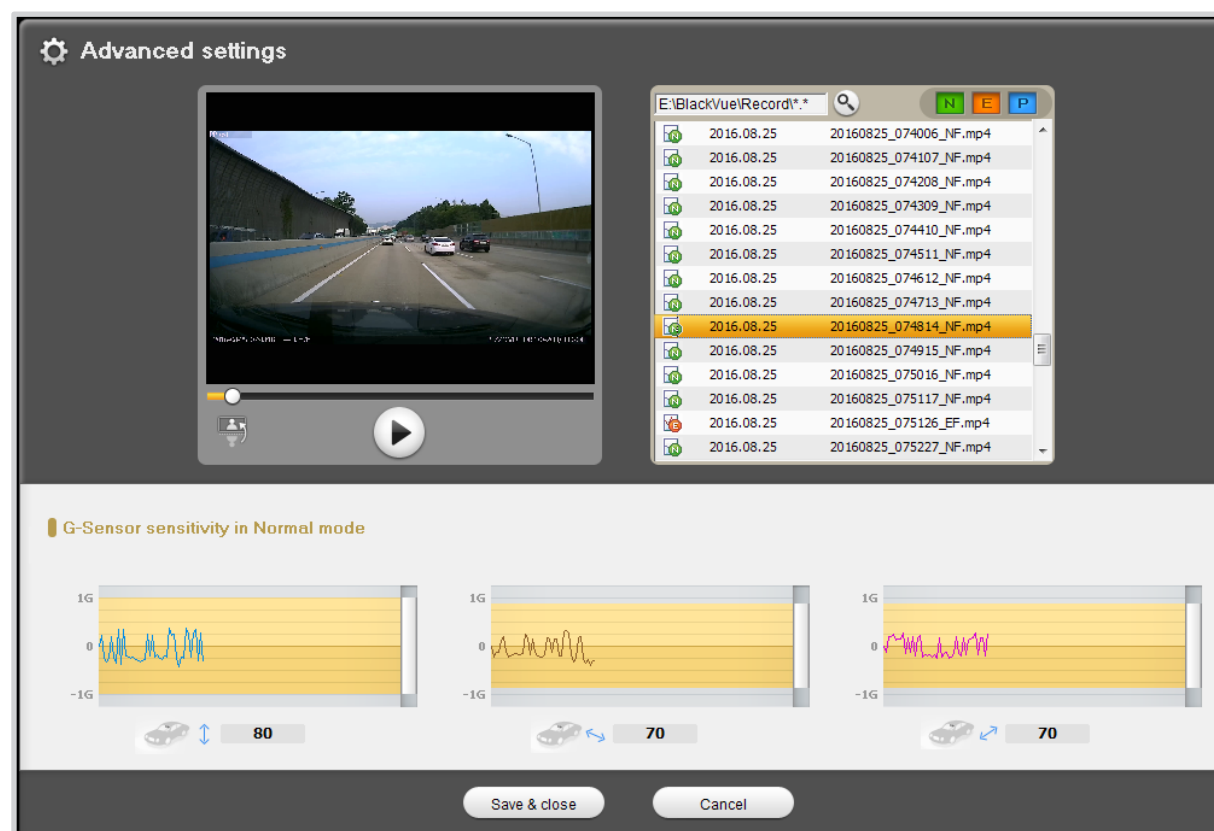 Advanced settings
E:\BlackVue\Record\*.*
N E P
2016.08.25 20160825_074006_NF.mp4
2016.08.25 20160825_074107_NF.mp4
2016.08.25 20160825_074208_NF.mp4
2016.08.25 20160825_074309_NF.mp4
2016.08.25 20160825_074410_NF.mp4
2016.08.25 20160825_074511_NF.mp4
2016.08.25 20160825_074612_NF.mp4
2016.08.25 20160825_074713_NF.mp4
2016.08.25 20160825_074814_NF.mp4
2016.08.25 20160825_074915_NF.mp4
2016.08.25 20160825_075016_NF.mp4
2016.08.25 20160825_075117_NF.mp4
2016.08.25 20160825_075126_EF.mp4
2016.08.25 20160825_075227_NF.mp4
G-Sensor sensitivity in Normal mode
1G 1G 1G
0 0 0
-1G -1G -1G
80 70 70
Save & close Cancel